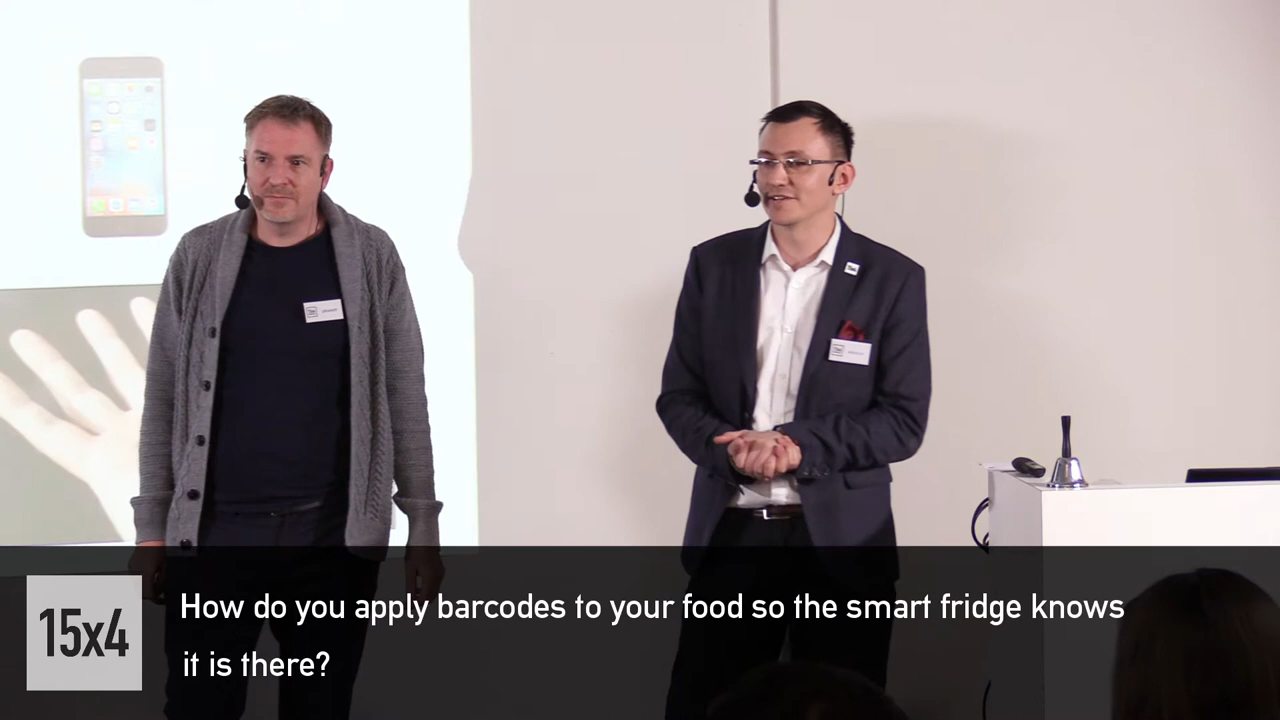 15x4
How do you apply barcodes to your food so the smart fridge knows
it is there?